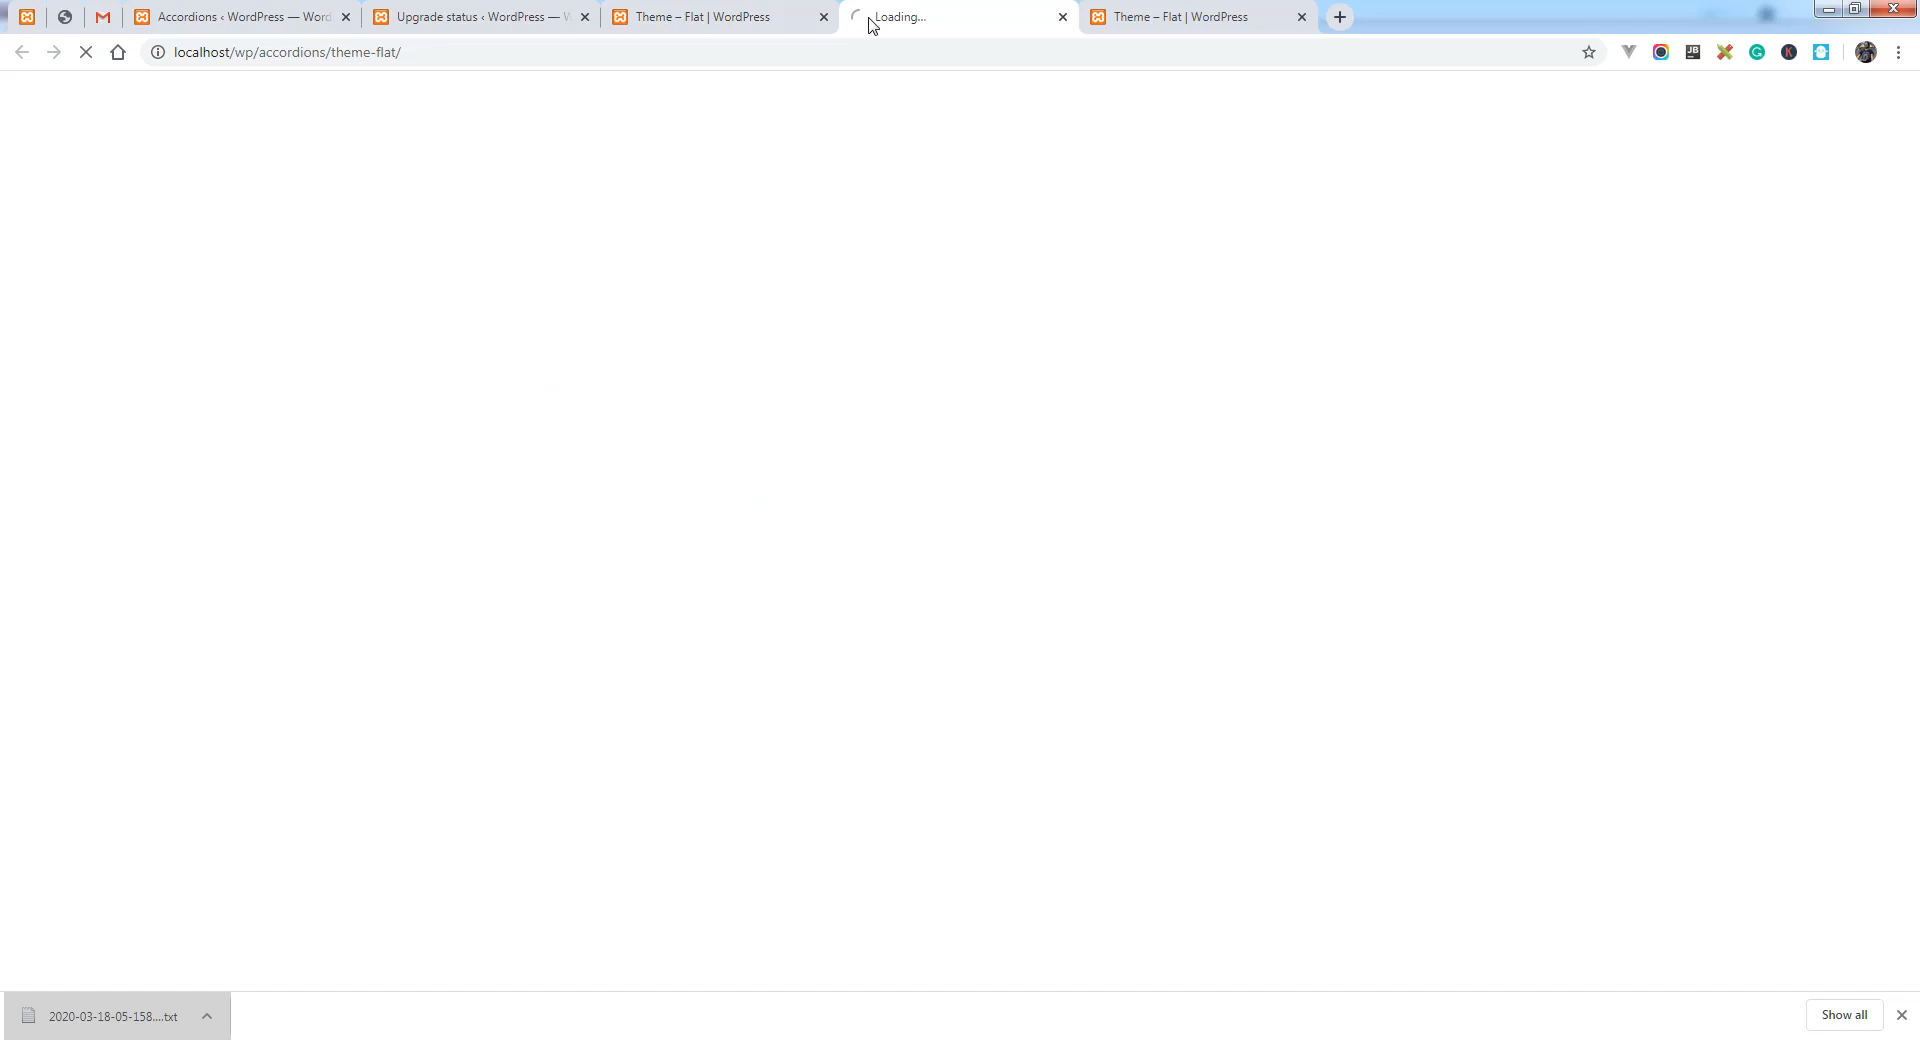 Accordions ‹ WordPress — Word
Upgrade status ‹ WordPress — W
Theme – Flat | WordPress
Loading...
Theme – Flat | WordPress
localhost/wp/accordions/theme-flat/
2020-03-18-05-158....txt
Show all